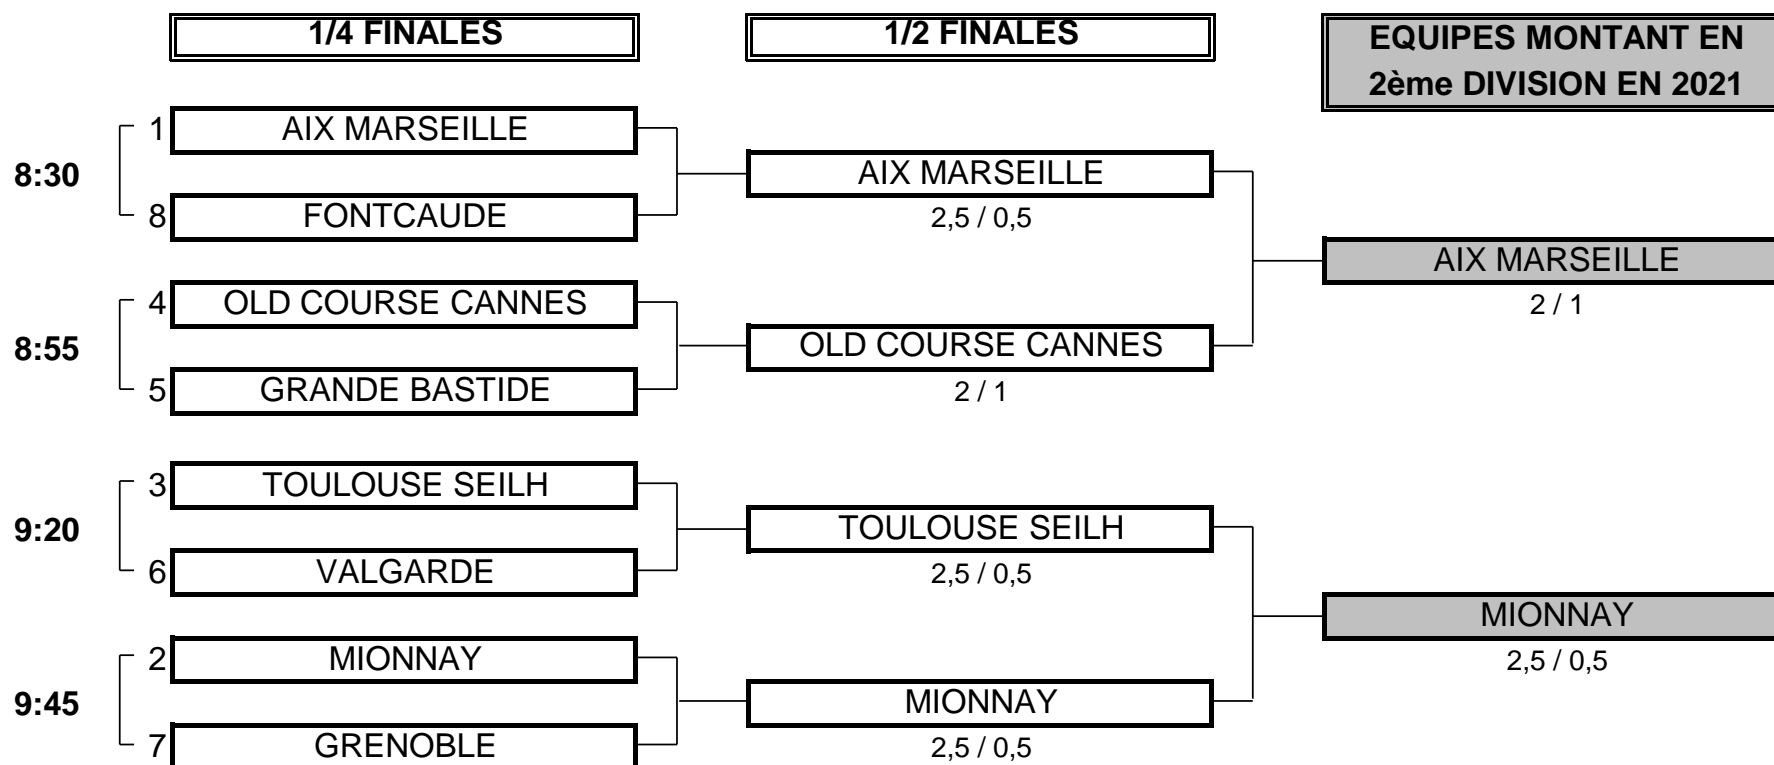 1/4 FINALES
1/2 FINALES
EQUIPES MONTANT EN
2ème DIVISION EN 2021
8:30
1 AIX MARSEILLE
8 FONTCAUDE
AIX MARSEILLE
2,5 / 0,5
8:55
4 OLD COURSE CANNES
5 GRANDE BASTIDE
OLD COURSE CANNES
2 / 1
AIX MARSEILLE
2 / 1
9:20
3 TOULOUSE SEILH
6 VALGARDE
TOULOUSE SEILH
2,5 / 0,5
9:45
2 MIONNAY
7 GRENOBLE
MIONNAY
2,5 / 0,5
MIONNAY
2,5 / 0,5